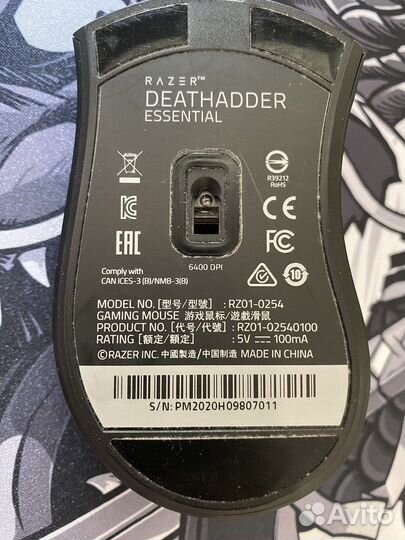 RAZER™
DEATHADDER
ESSENTIAL
R39212
RoHS
CE
EAC
FC
6400 DPI
10
Comply with
CAN ICES-3 (B)/NMB-3(B)
MODEL NO. [型号/型號] : RZ01-0254
GAMING MOUSE 游戏鼠标/遊戲滑鼠
PRODUCT NO. [代号/代號] : RZ01-02540100
RATING [额定/額定] : 5V ⎓ 100mA
©RAZER INC. 中國製造/中国制造 MADE IN CHINA
S/N: PM2020H09807011
Avito